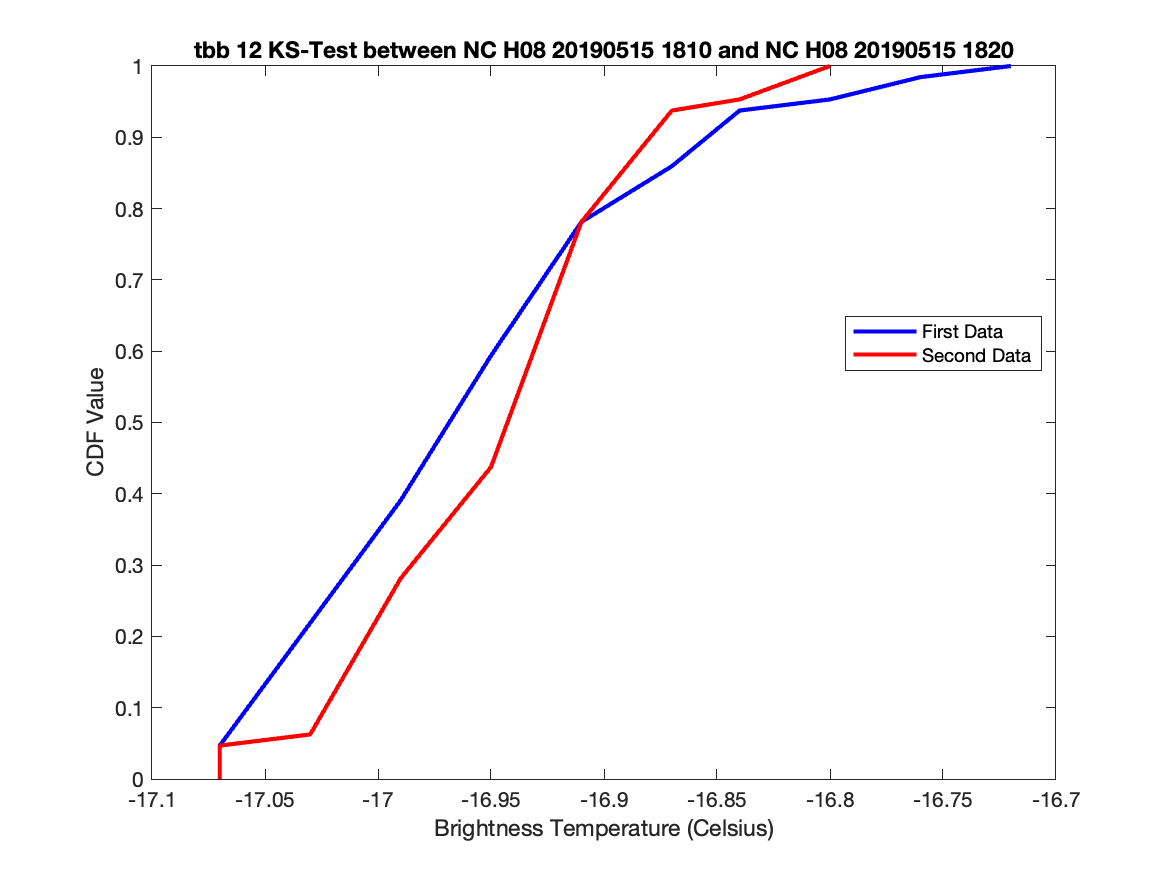 tbb 12 KS-Test between NC H08 20190515 1810 and NC H08 20190515 1820
1
0.9
0.8
0.7
0.6
0.5
0.4
0.3
0.2
0.1
0
CDF Value
First Data
Second Data
-17.1 -17.05 -17 -16.95 -16.9 -16.85 -16.8 -16.75 -16.7
Brightness Temperature (Celsius)